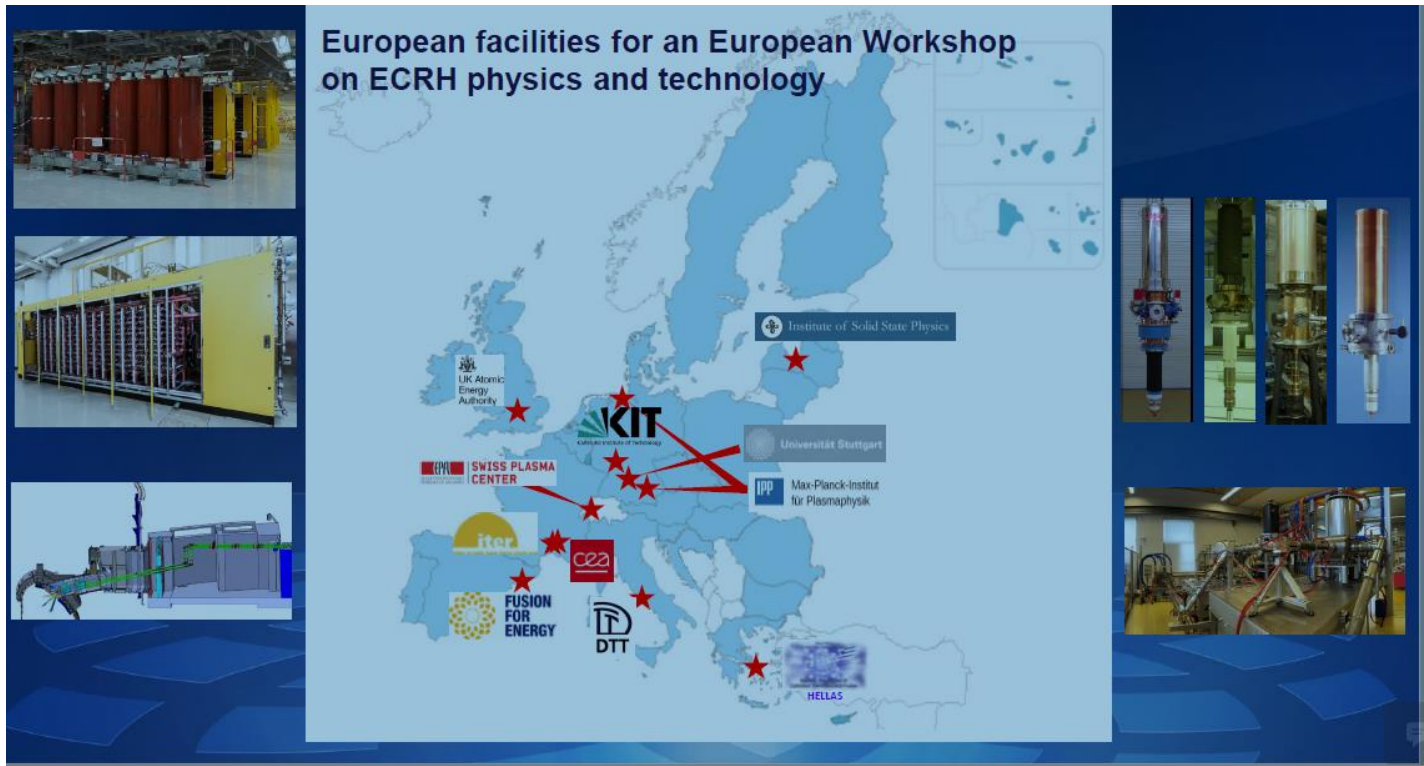 European facilities for an European Workshop
on ECRH physics and technology
Institute of Solid State Physics
UK Atomic
Energy
Authority
KIT
Karlsruhe Institute of Technology
Universität Stuttgart
EPFL
SWISS PLASMA
CENTER
IPP
Max-Planck-Institut
für Plasmaphysik
iter
cea
FUSION
FOR
ENERGY
DTT
HELLAS